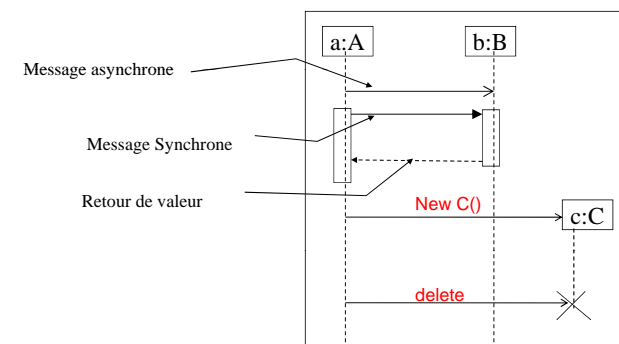 a:A
b:B
Message asynchrone
Message Synchrone
Retour de valeur
New C()
c:C
delete